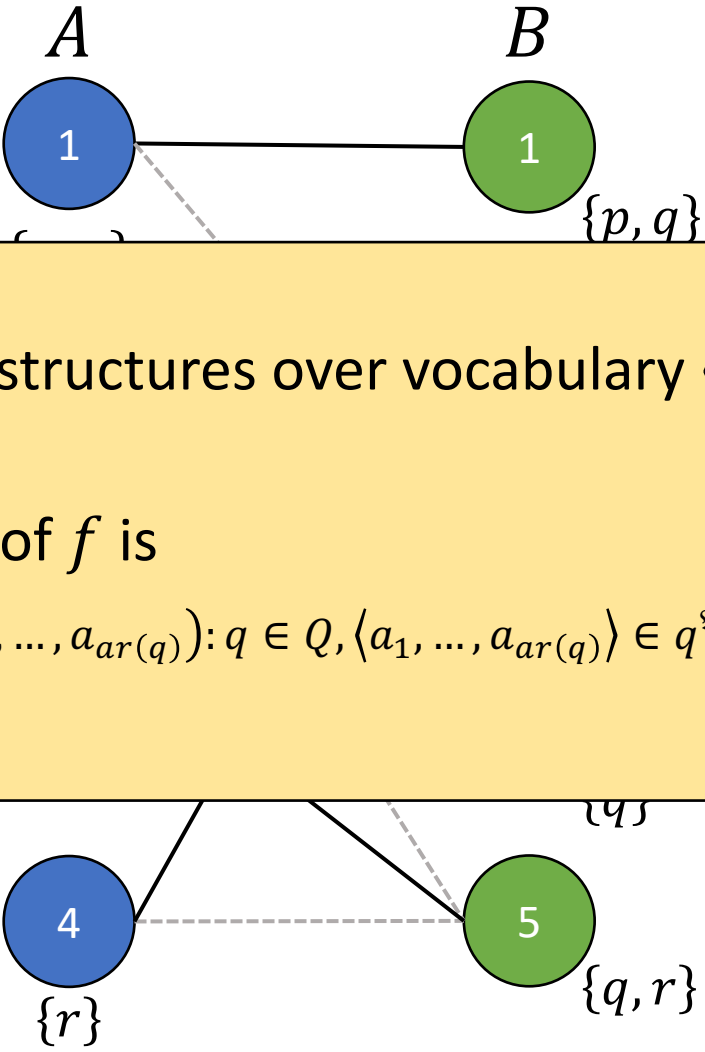 A B
1 1
{p, q}
structures over vocabulary
of f is
, …, a_{ar(q)}): q ∈ Q, ⟨a_1, …, a_{ar(q)}⟩ ∈ q
{q}
4 5
{q, r}
{r}